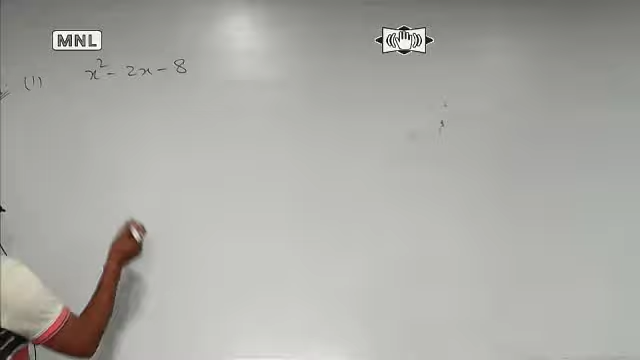 MNL
(1) x² - 2x - 8